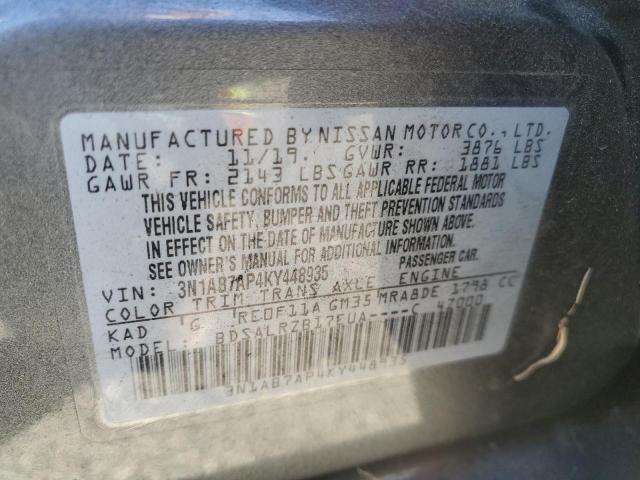 MANUFACTURED BY NISSAN MOTOR CO., LTD.
DATE: 11/19. GVWR: 3876 LBS
GAWR FR: 2143 LBS GAWR RR: 1881 LBS
THIS VEHICLE CONFORMS TO ALL APPLICABLE FEDERAL MOTOR
VEHICLE SAFETY, BUMPER AND THEFT PREVENTION STANDARDS
IN EFFECT ON THE DATE OF MANUFACTURE SHOWN ABOVE.
SEE OWNER'S MANUAL FOR ADDITIONAL INFORMATION.
VIN: 3N1AB7AP4KY448935 PASSENGER CAR.
COLOR TRIM TRANS AXLE ENGINE
KAD G RE0F11A GM35 MRA8DE 1798 CC
MODEL: BDSALRZB17EUA----C 47000
3N1AB7AP4KY448935